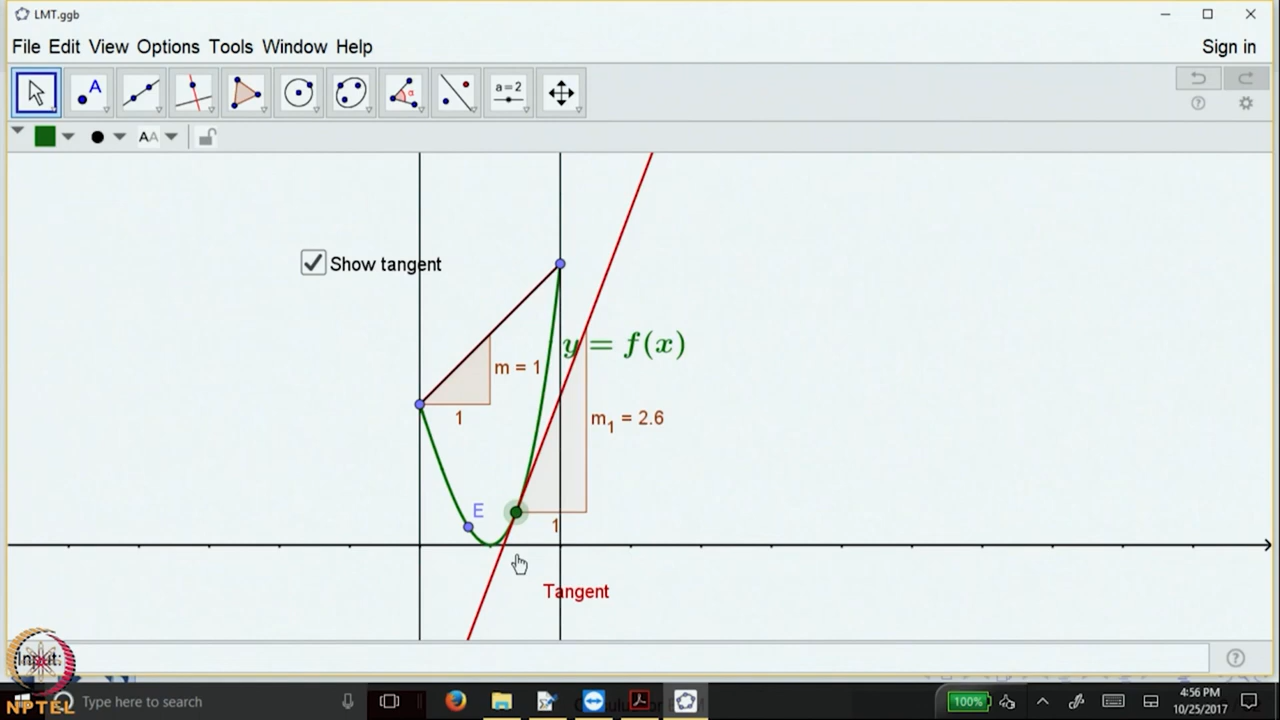 LMT.ggb
File Edit View Options Tools Window Help
Sign in
A
a=2
AA
Show tangent
y = f(x)
m = 1
1
m1 = 2.6
E
1
Tangent
Input:
NPTEL
Type here to search
100%
4:56 PM
10/25/2017